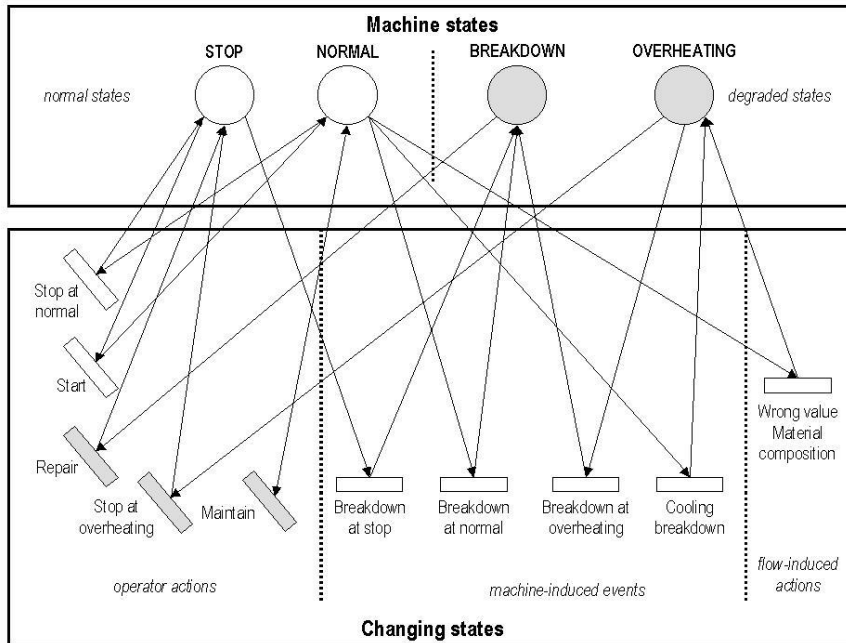 Machine states
STOP
NORMAL
BREAKDOWN
OVERHEATING
normal states
degraded states
Stop at
normal
Start
Repair
Stop at
overheating
Maintain
Breakdown
at stop
Breakdown
at normal
Breakdown at
overheating
Cooling
breakdown
Wrong value
Material
composition
operator actions
machine-induced events
flow-induced
actions
Changing states